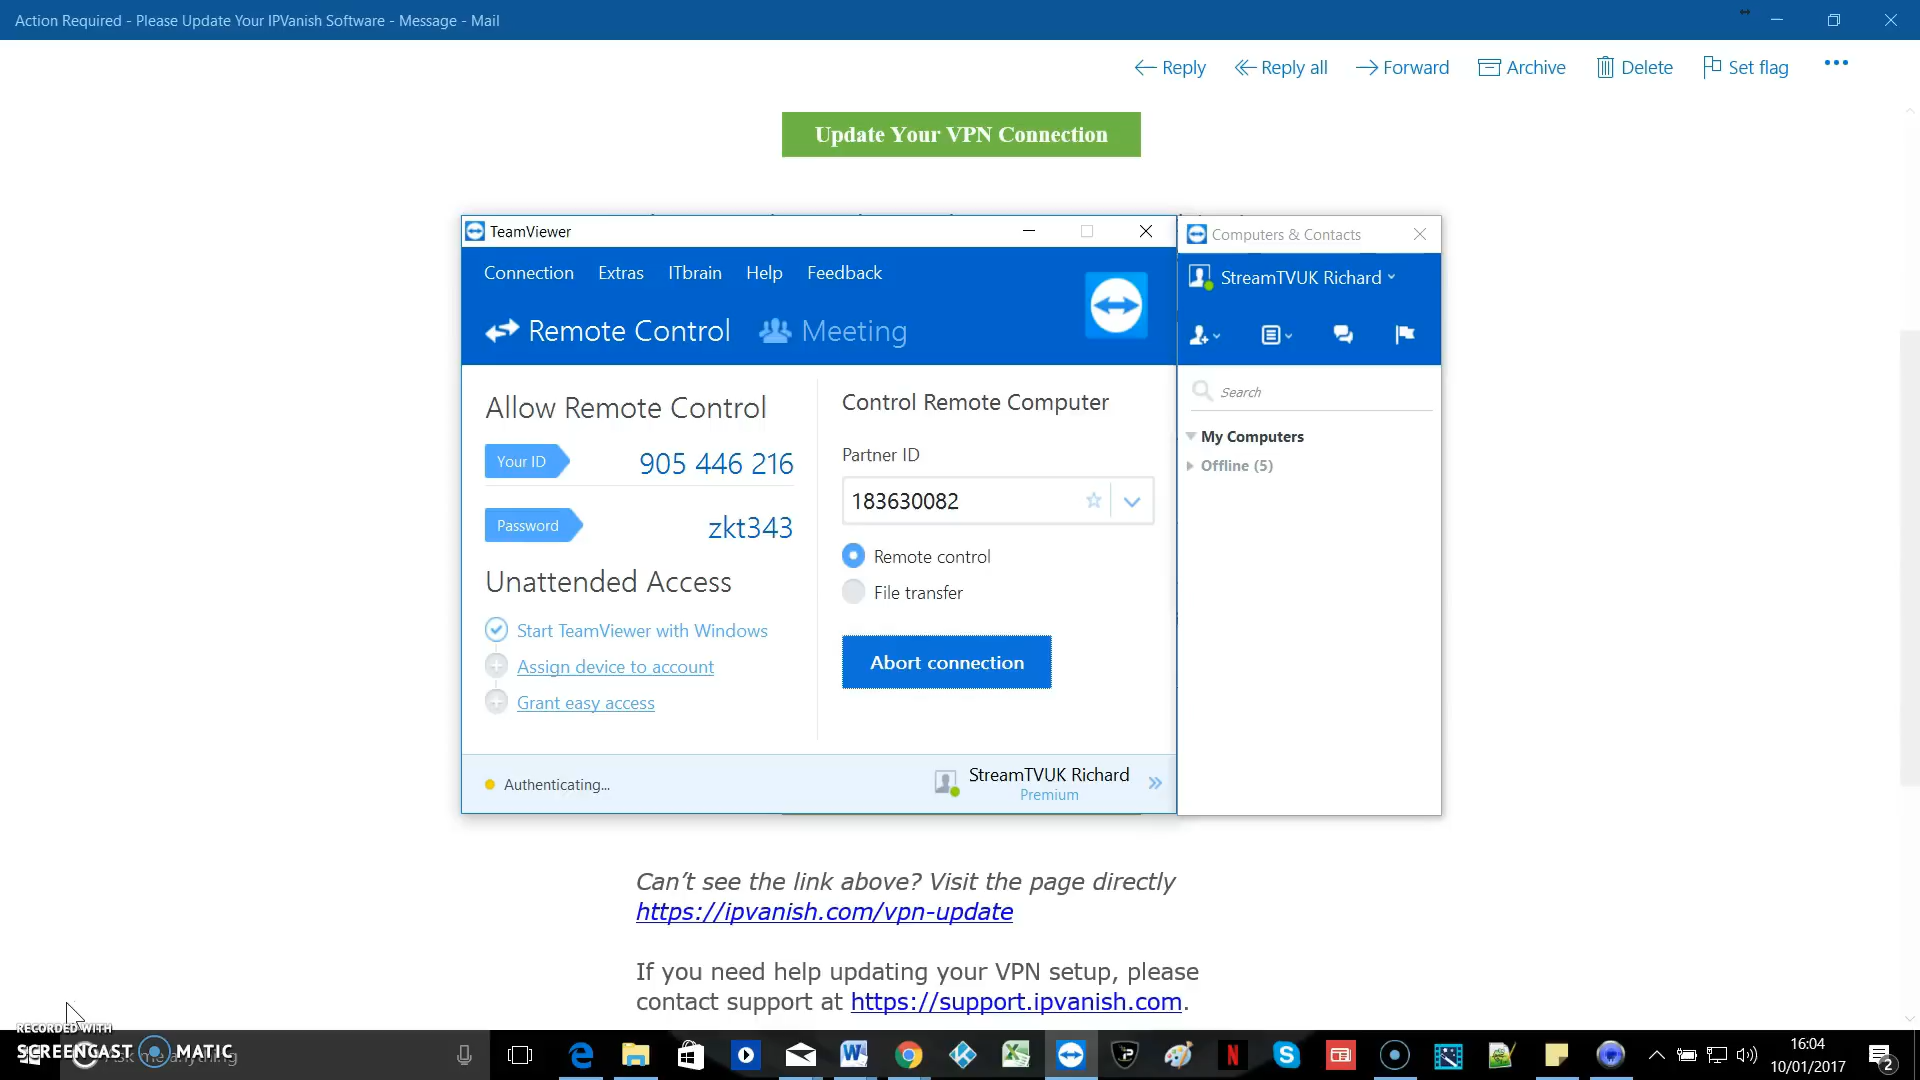 Action Required - Please Update Your IPVanish Software - Message - Mail
Reply
Reply all
Forward
Archive
Delete
Set flag
Update Your VPN Connection
TeamViewer
Connection Extras ITbrain Help Feedback
Remote Control Meeting
Allow Remote Control
Your ID 905 446 216
Password zkt343
Unattended Access
Start TeamViewer with Windows
Assign device to account
Grant easy access
Control Remote Computer
Partner ID
183630082
Remote control
File transfer
Abort connection
Authenticating...
StreamTVUK Richard
Premium
Computers & Contacts
StreamTVUK Richard
Search
My Computers
Offline (5)
Can't see the link above? Visit the page directly
https://ipvanish.com/vpn-update
If you need help updating your VPN setup, please
contact support at https://support.ipvanish.com.
RECORDED WITH
SCREENCAST MATIC
Ask me anything
16:04
10/01/2017
2